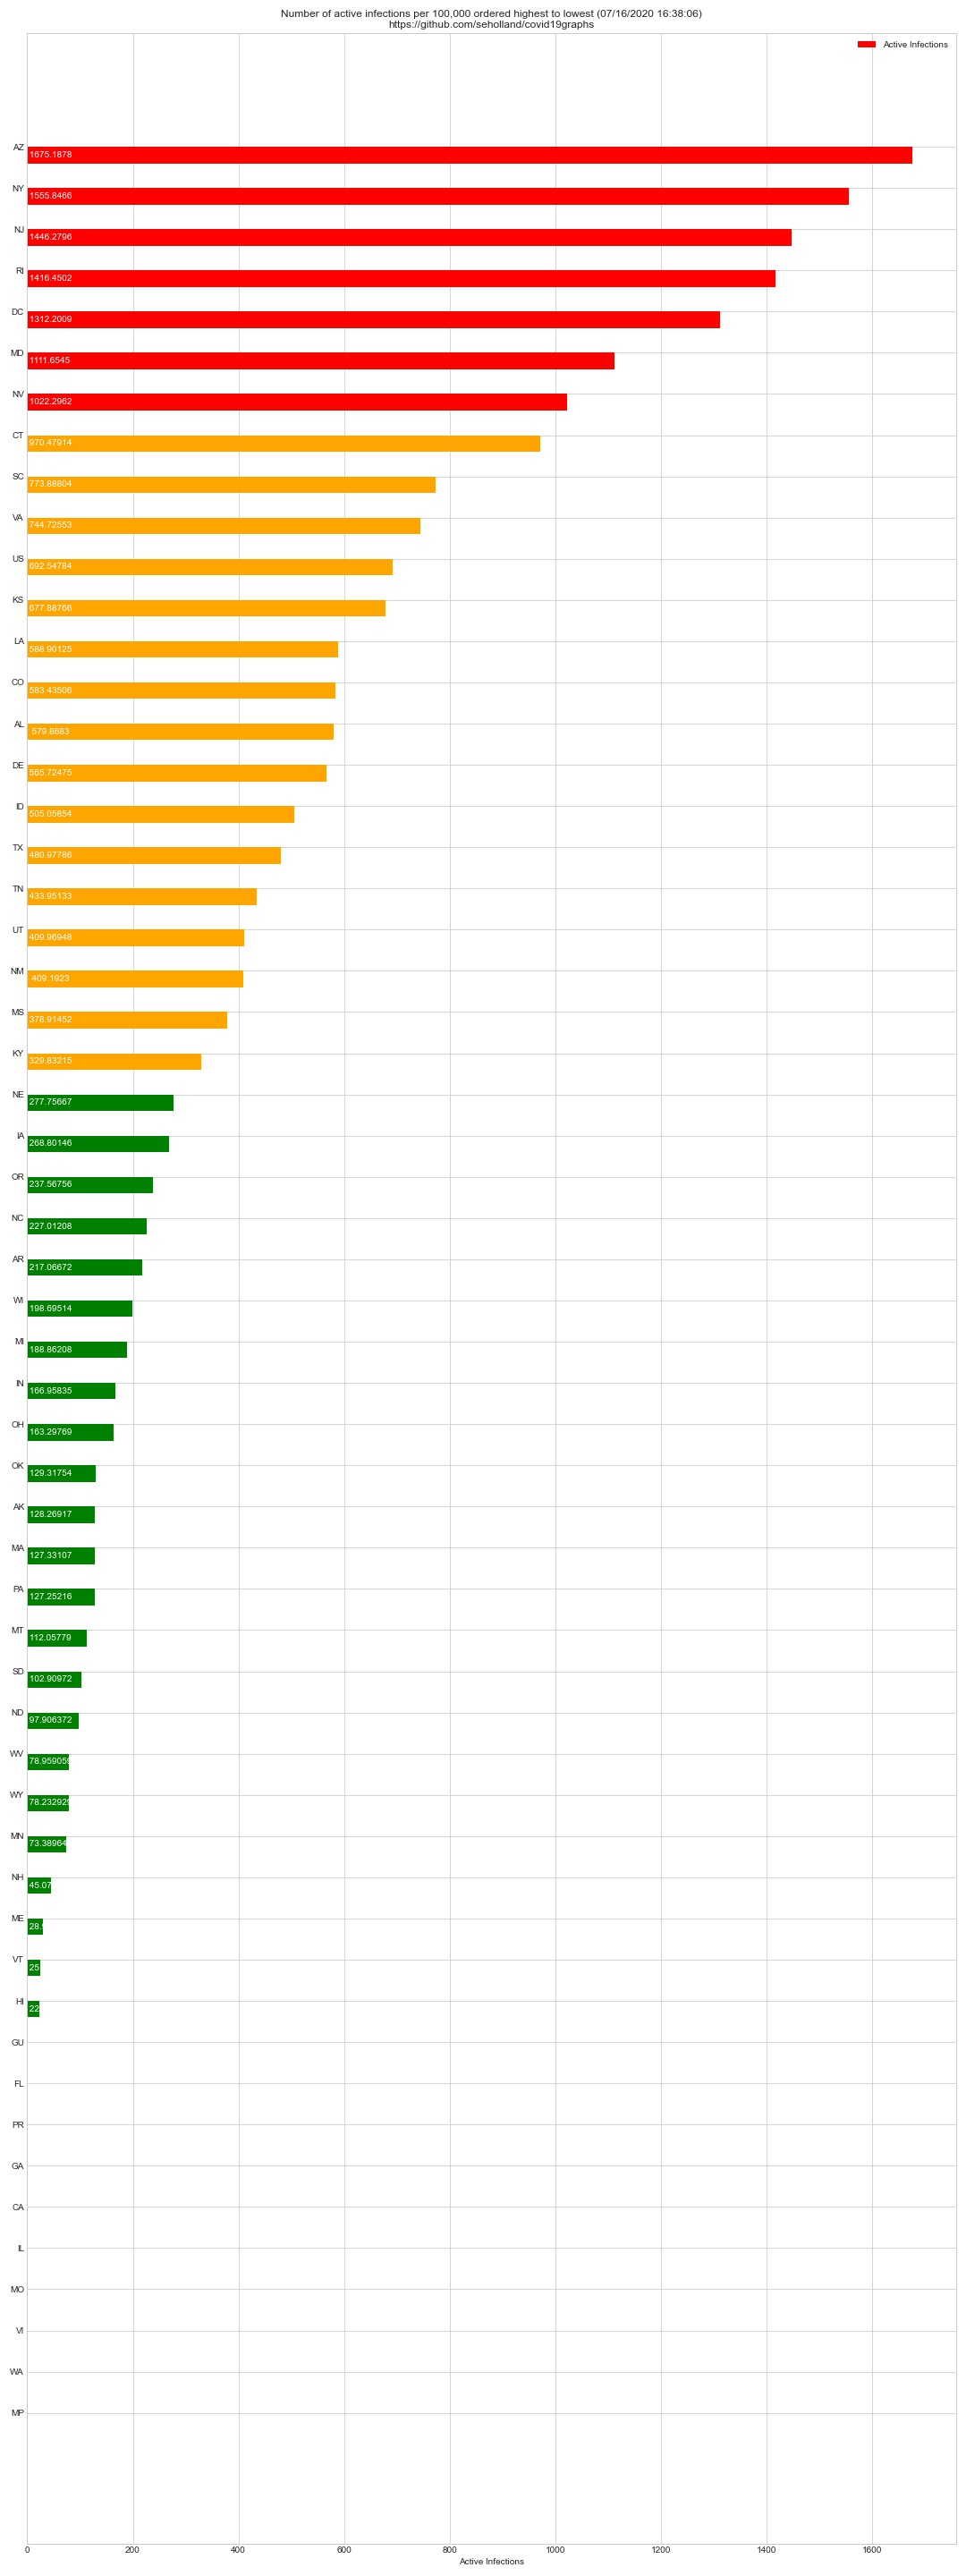 Number of active infections per 100,000 ordered highest to lowest (07/16/2020 16:38:06)
https://github.com/seholland/covid19graphs
Active Infections
AZ 1675.1878
NY 1555.8466
NJ 1446.2796
RI 1416.4502
DC 1312.2009
MD 1111.6545
NV 1022.2962
CT 970.47914
SC 773.88804
VA 744.72553
US 692.54784
KS 677.88766
LA 588.90125
CO 583.43506
AL 579.8683
DE 565.72475
ID 505.05854
TX 480.97786
TN 433.95133
UT 409.96948
NM 409.1923
MS 378.91452
KY 329.83215
NE 277.75667
IA 268.80146
OR 237.56756
NC 227.01208
AR 217.06672
WI 198.69514
MI 188.86208
IN 166.95835
OH 163.29769
OK 129.31754
AK 128.26917
MA 127.33107
PA 127.25216
MT 112.05779
SD 102.90972
ND 97.906372
WV 78.959059
WY 78.232929
MN 73.38964
NH 45.07
ME 28.
VT 25
HI 22
GU
FL
PR
GA
CA
IL
MO
VI
WA
MP
0 200 400 600 800 1000 1200 1400 1600
Active Infections